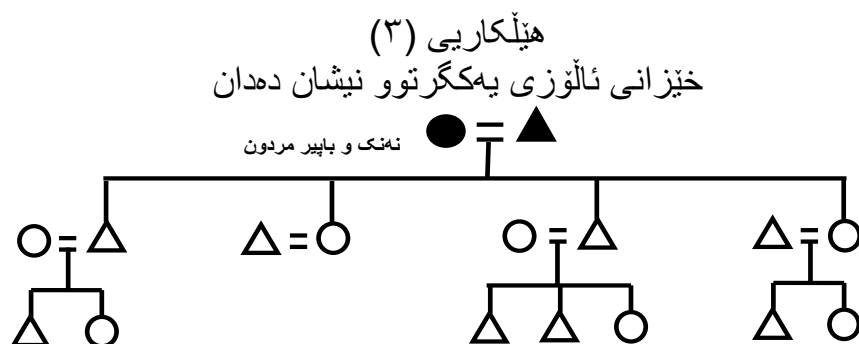 هێڵکاریی (٣)
خێزانی ئاڵۆزی یەکگرتوو نیشان دەدان
نەنک و باپیر مردون